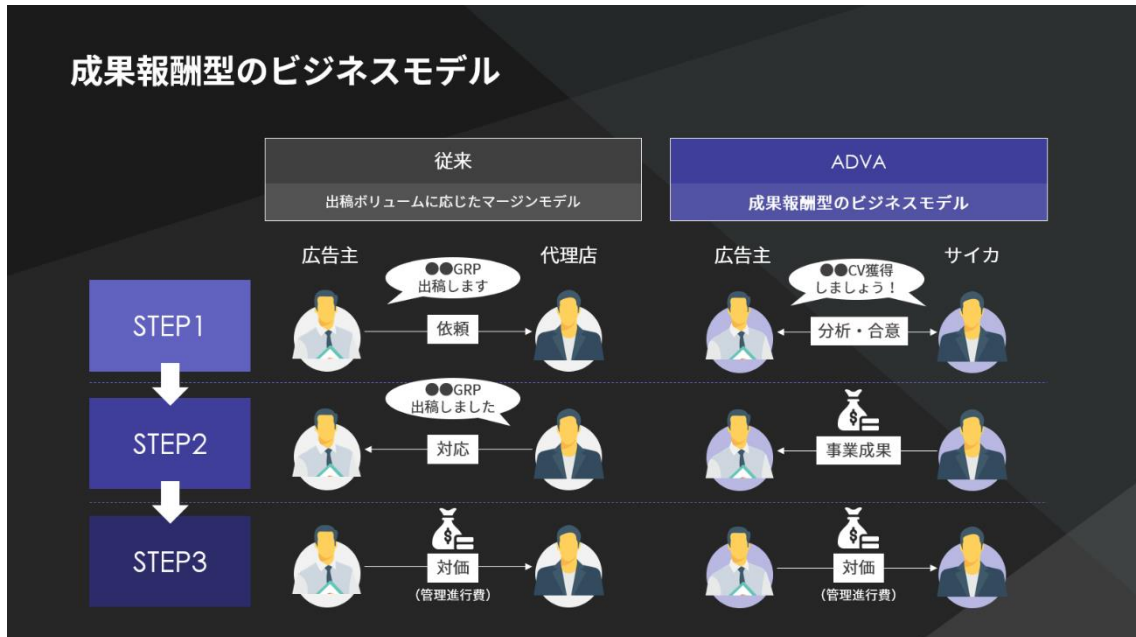 成果報酬型のビジネスモデル
従来
出稿ボリュームに応じたマージンモデル
ADVA
成果報酬型のビジネスモデル
広告主
代理店
広告主
サイカ
STEP1
●●GRP
出稿します
依頼
●●CV獲得
しましょう！
分析・合意
STEP2
●●GRP
出稿しました
対応
事業成果
STEP3
対価
（管理進行費）
対価
（管理進行費）